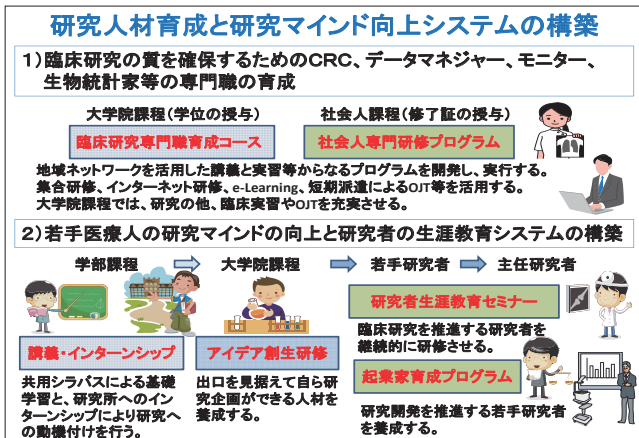 研究人材育成と研究マインド向上システムの構築
1)臨床研究の質を確保するためのCRC、データマネジャー、モニター、
生物統計家等の専門職の育成
大学院課程(学位の授与)
社会人課程(修了証の授与)
臨床研究専門職育成コース
社会人専門研修プログラム
地域ネットワークを活用した講義と実習等からなるプログラムを開発し、実行する。
集合研修、インターネット研修、e-Learning、短期派遣によるOJT等を活用する。
大学院課程では、研究の他、臨床実習やOJTを充実させる。
2)若手医療人の研究マインドの向上と研究者の生涯教育システムの構築
学部課程
大学院課程
若手研究者
主任研究者
講義・インターンシップ
共用シラバスによる基礎
学習と、研究所へのイン
ターンシップにより研究へ
の動機付けを行う。
アイデア創生研修
出口を見据えて自ら研
究企画ができる人材を
養成する。
研究者生涯教育セミナー
臨床研究を推進する研究者を
継続的に研修させる。
起業家育成プログラム
研究開発を推進する若手研究者
を養成する。